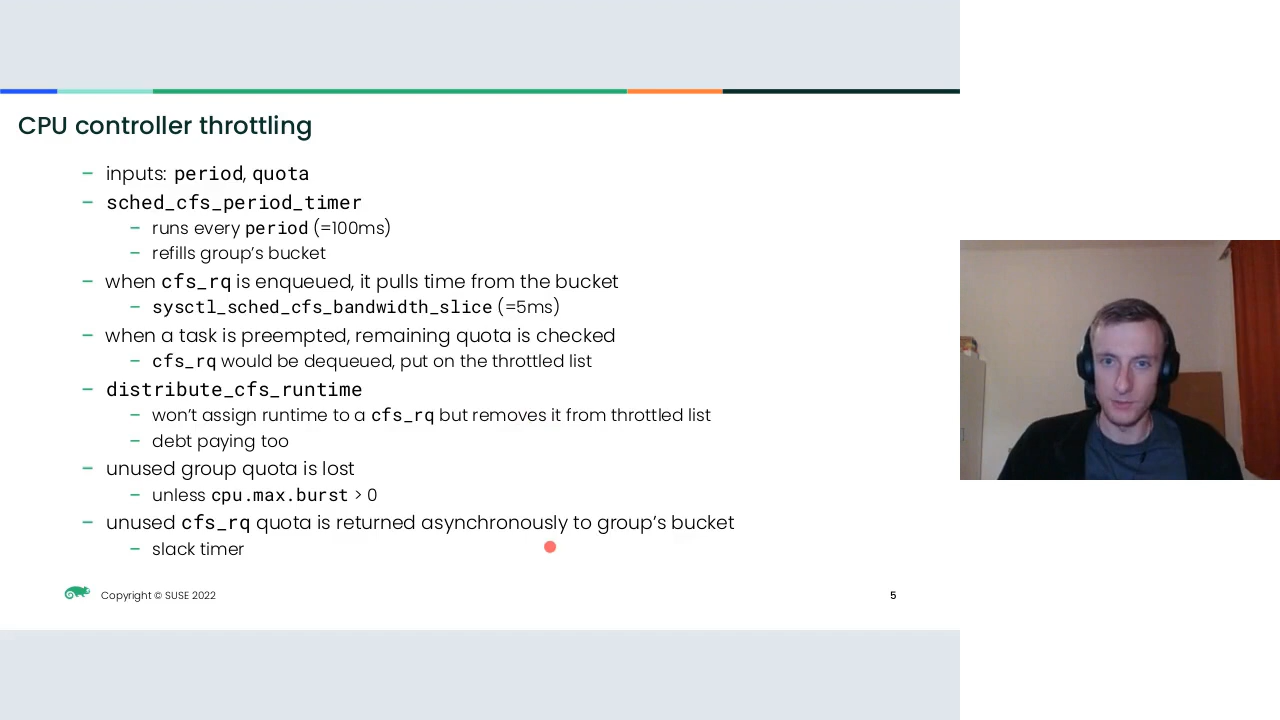 CPU controller throttling
– inputs: period, quota
– sched_cfs_period_timer
– runs every period (=100ms)
– refills group’s bucket
– when cfs_rq is enqueued, it pulls time from the bucket
– sysctl_sched_cfs_bandwidth_slice (=5ms)
– when a task is preempted, remaining quota is checked
– cfs_rq would be dequeued, put on the throttled list
– distribute_cfs_runtime
– won’t assign runtime to a cfs_rq but removes it from throttled list
– debt paying too
– unused group quota is lost
– unless cpu.max.burst > 0
– unused cfs_rq quota is returned asynchronously to group’s bucket
– slack timer
Copyright © SUSE 2022
5